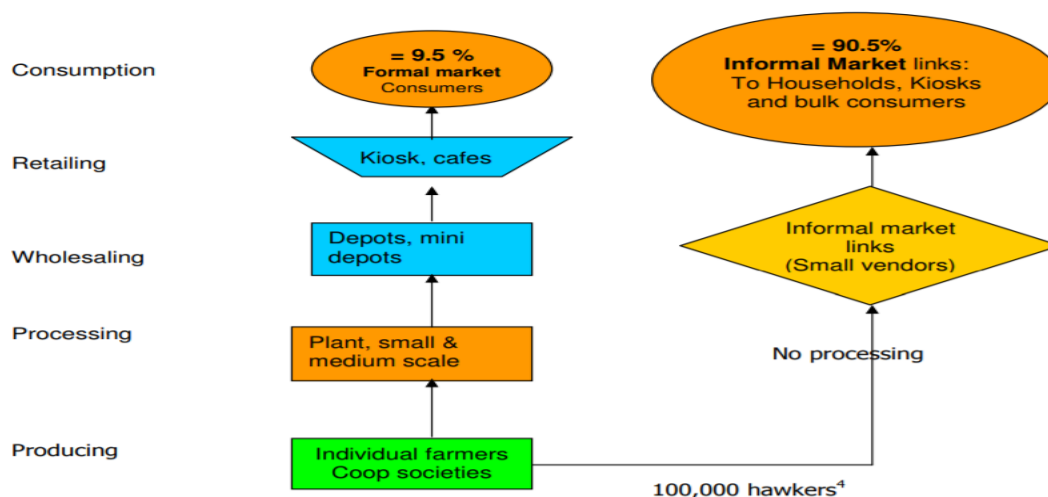 Consumption
= 9.5 %
Formal market
Consumers
= 90.5%
Informal Market links:
To Households, Kiosks
and bulk consumers
Retailing
Kiosk, cafes
Wholesaling
Depots, mini
depots
Informal market
links
(Small vendors)
Processing
Plant, small &
medium scale
No processing
Producing
Individual farmers
Coop societies
100,000 hawkers⁴